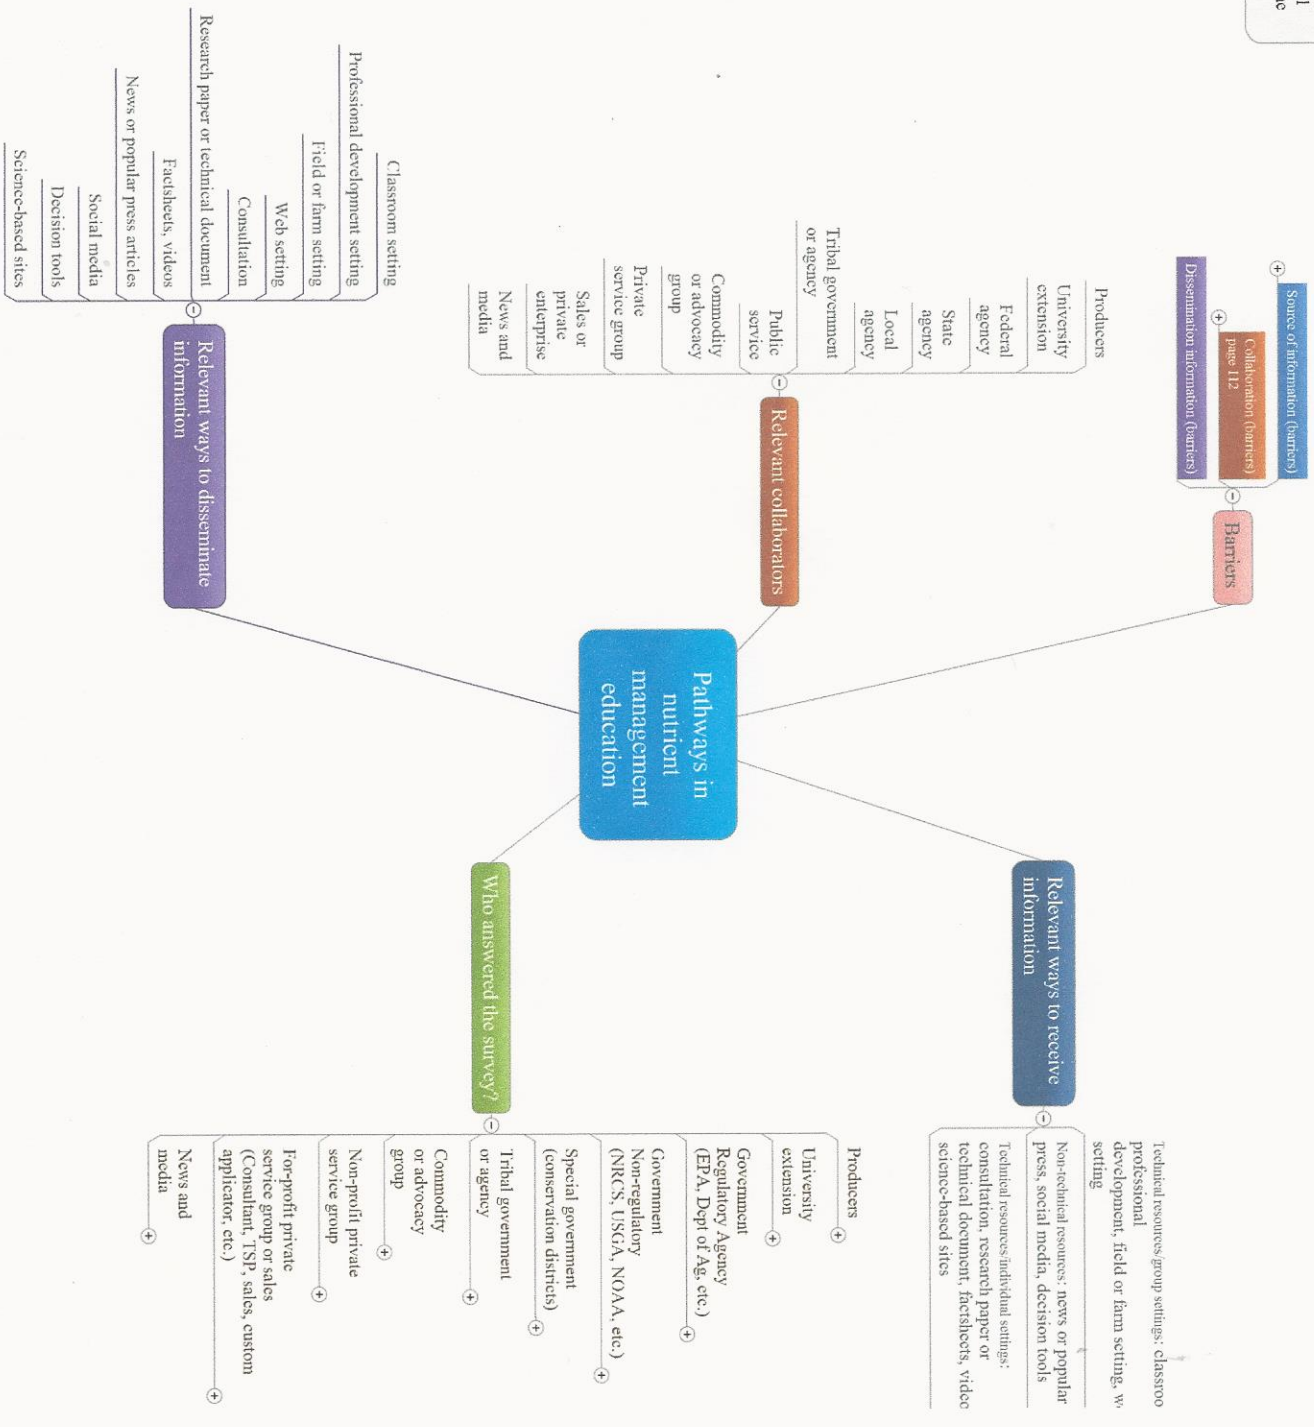 Source of information (barriers)
Collaboration (barriers)
page 112
Dissemination information (barriers)
Barriers
Producers
University
extension
Federal
agency
State
agency
Local
agency
Tribal government
or agency
Public
service
Commodity
or advocacy
group
Private
service group
Sales or
private
enterprise
News and
media
Relevant collaborators
Classroom setting
Professional development setting
Field or farm setting
Web setting
Consultation
Research paper or technical document
Factsheets, videos
News or popular press articles
Social media
Decision tools
Science-based sites
Relevant ways to disseminate
information
Pathways in
nutrient
management
education
Relevant ways to receive
information
Technical resources/group settings: classroo
professional
development, field or farm setting, w
setting
Non-technical resources: news or popular
press, social media, decision tools
Technical resources/individual settings:
consultation, research paper or
technical document, factsheets, video
science-based sites
Who answered the survey?
Producers
University
extension
Government
Regulatory Agency
(EPA, Dept of Ag, etc.)
Government
Non-regulatory
(NRCS, USGA, NOAA, etc.)
Special government
(conservation districts)
Tribal government
or agency
Commodity
or advocacy
group
Non-profit private
service group
For-profit private
service group or sales
(Consultant, TSP, sales, custom
applicator, etc.)
News and
media